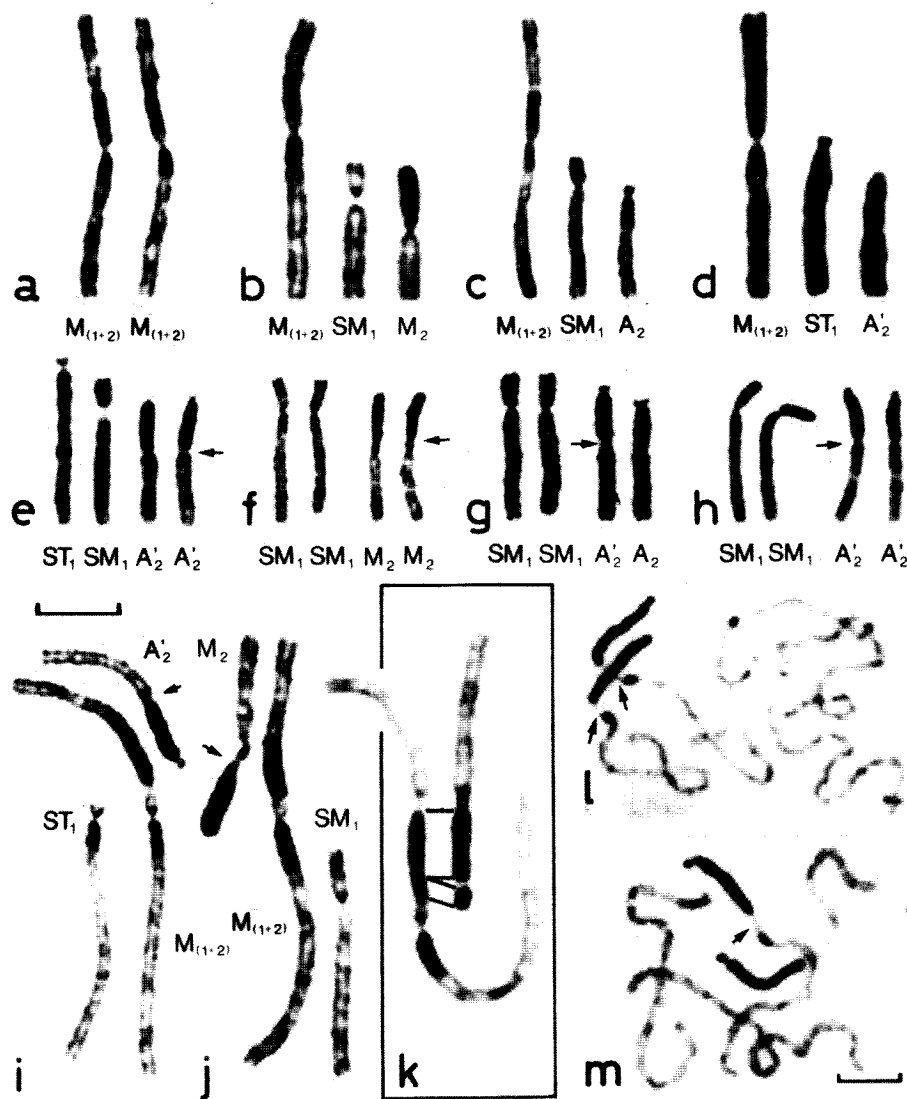 a b c d
M(1+2) M(1+2) M(1+2) SM1 M2 M(1+2) SM1 A2 M(1+2) ST1 A'2
e f g h
ST1 SM1 A'2 A'2 SM1 SM1 M2 M2 SM1 SM1 A'2 A2 SM1 SM1 A'2 A'2
A'2 M2
ST1 SM1
l
M(1+2) M(1+2)
i j k m